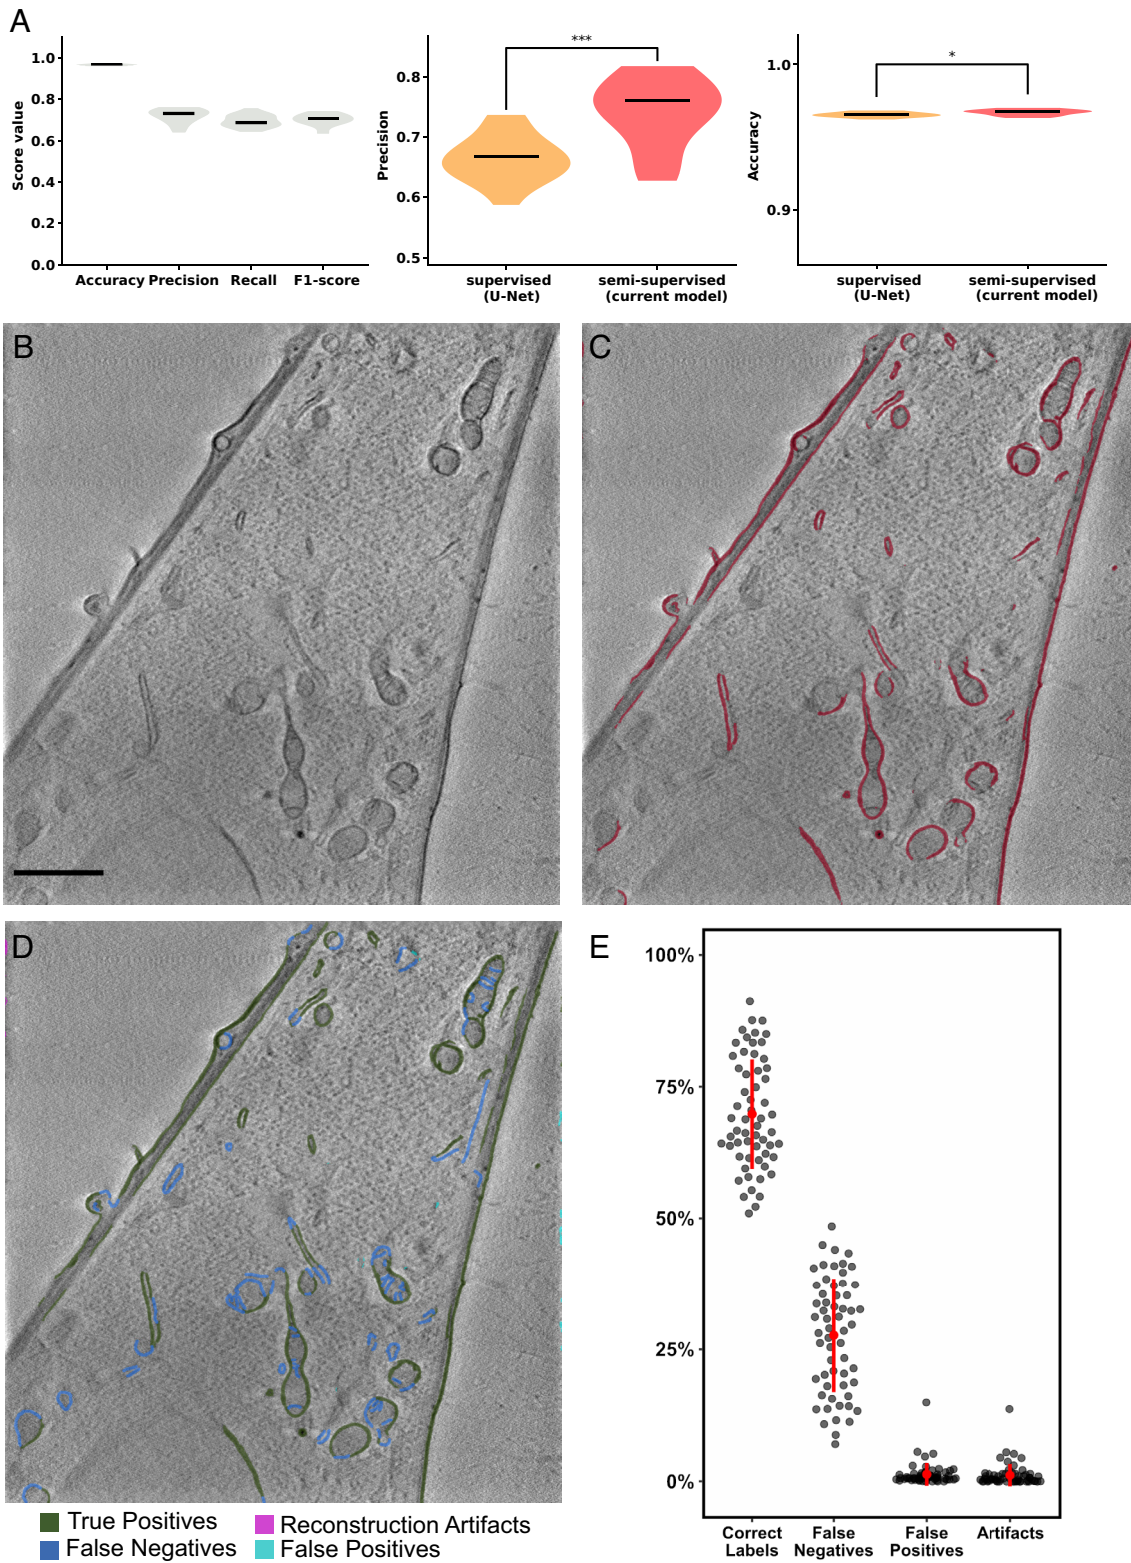 A
1.0
0.8
0.6
0.4
0.2
0.0
Score value
Accuracy Precision Recall F1-score
***
0.8
0.7
0.6
0.5
Precision
supervised
(U-Net)
semi-supervised
(current model)
*
1.0
0.9
Accuracy
supervised
(U-Net)
semi-supervised
(current model)
B
C
D
True Positives
False Negatives
Reconstruction Artifacts
False Positives
E
100%
75%
50%
25%
0%
Correct
Labels
False
Negatives
False
Positives
Artifacts